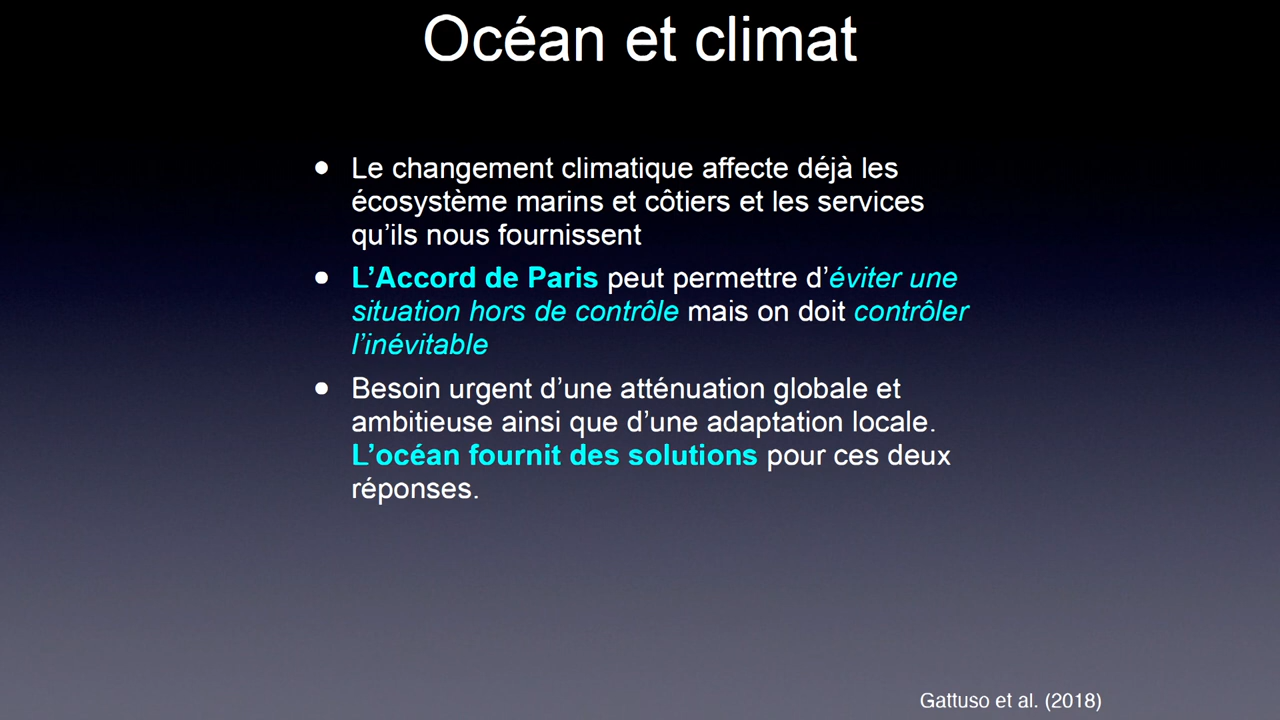 Océan et climat
• Le changement climatique affecte déjà les
écosystème marins et côtiers et les services
qu’ils nous fournissent
• L’Accord de Paris peut permettre d’éviter une
situation hors de contrôle mais on doit contrôler
l’inévitable
• Besoin urgent d’une atténuation globale et
ambitieuse ainsi que d’une adaptation locale.
L’océan fournit des solutions pour ces deux
réponses.
Gattuso et al. (2018)